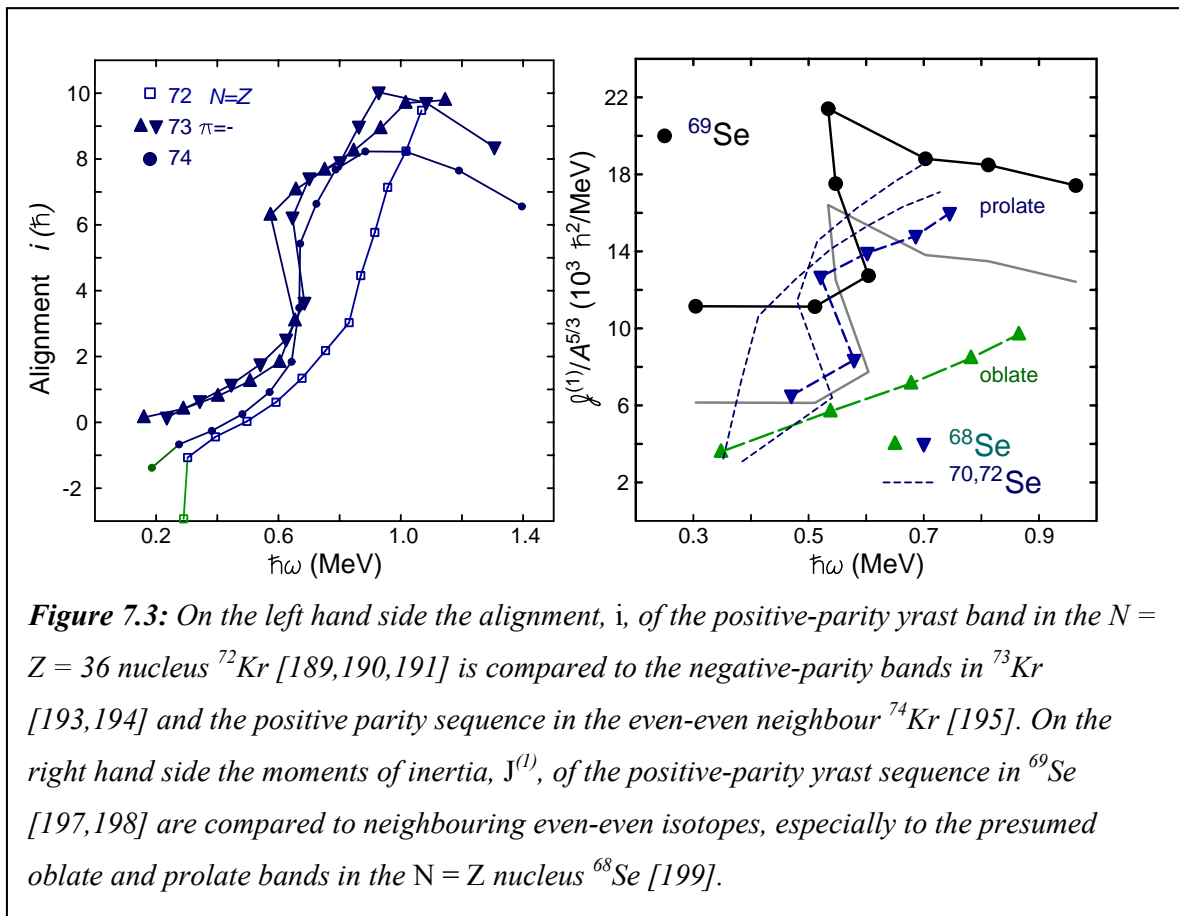 10
8
6
4
2
0
-2
Alignment i (ħ)
72 N=Z
73 π=-
74
0.2 0.6 1.0 1.4
ħω (MeV)
22
18
14
10
6
2
𝒥(1)/A5/3 (103 ħ2/MeV)
69Se
prolate
oblate
68Se
70,72Se
0.3 0.5 0.7 0.9
ħω (MeV)
Figure 7.3: On the left hand side the alignment, i, of the positive-parity yrast band in the N =
Z = 36 nucleus 72Kr [189,190,191] is compared to the negative-parity bands in 73Kr
[193,194] and the positive parity sequence in the even-even neighbour 74Kr [195]. On the
right hand side the moments of inertia, J(1), of the positive-parity yrast sequence in 69Se
[197,198] are compared to neighbouring even-even isotopes, especially to the presumed
oblate and prolate bands in the N = Z nucleus 68Se [199].